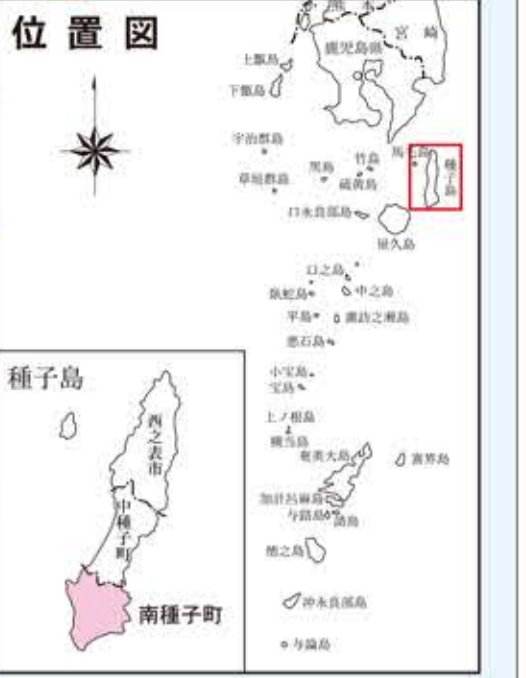 位置図
熊本
宮崎
鹿児島県
上甑島
下甑島
宇治群島
草垣群島
黒島
竹島
硫黄島
馬毛島
種子島
口永良部島
屋久島
口之島
臥蛇島
中之島
平島
諏訪之瀬島
悪石島
小宝島
宝島
上ノ根島
横当島
奄美大島
喜界島
加計呂麻島
与路島
請島
徳之島
沖永良部島
与論島
種子島
西之表市
中種子町
南種子町